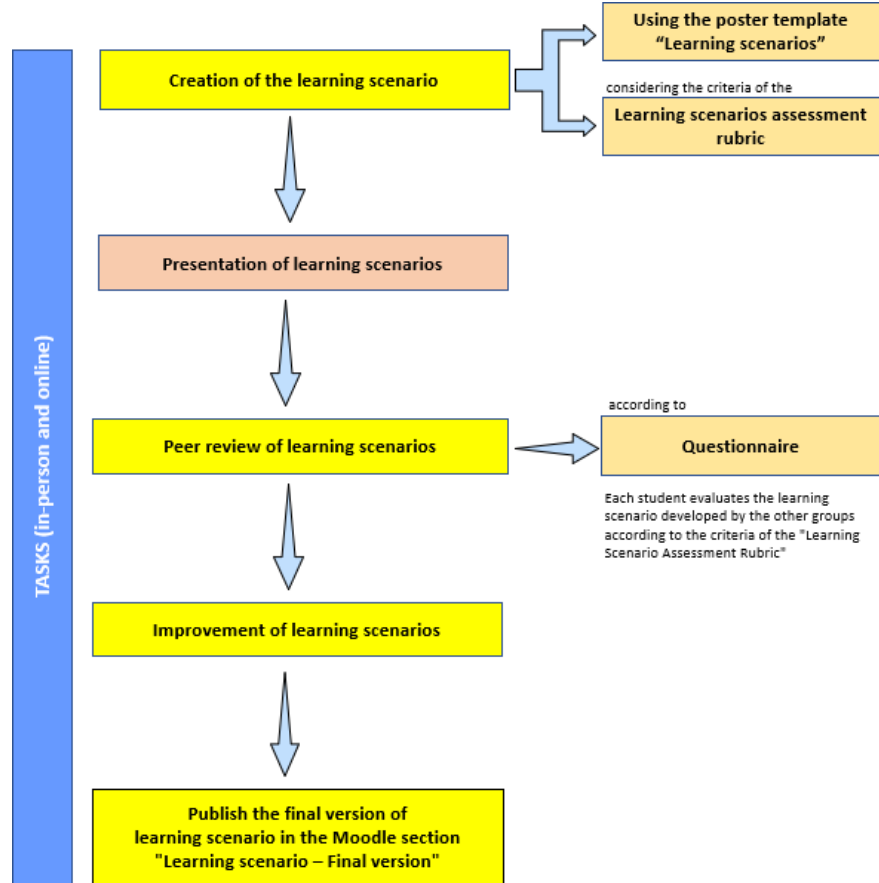 TASKS (in-person and online)
Creation of the learning scenario
Using the poster template
“Learning scenarios”
considering the criteria of the
Learning scenarios assessment
rubric
Presentation of learning scenarios
Peer review of learning scenarios
according to
Questionnaire
Each student evaluates the learning
scenario developed by the other groups
according to the criteria of the "Learning
Scenario Assessment Rubric"
Improvement of learning scenarios
Publish the final version of
learning scenario in the Moodle section
"Learning scenario – Final version"